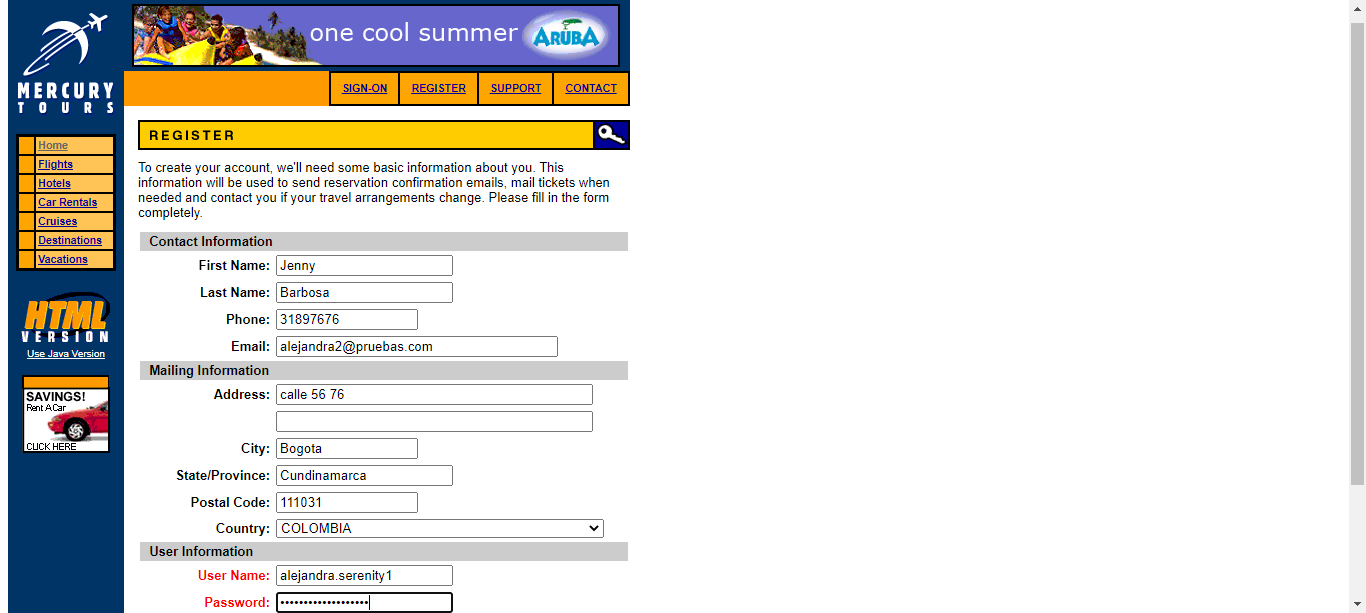 one cool summer ARUBA
MERCURY
TOURS
SIGN-ON REGISTER SUPPORT CONTACT
Home
Flights
Hotels
Car Rentals
Cruises
Destinations
Vacations
HTML
VERSION
Use Java Version
SAVINGS!
Rent A Car
CLICK HERE
REGISTER
To create your account, we'll need some basic information about you. This
information will be used to send reservation confirmation emails, mail tickets when
needed and contact you if your travel arrangements change. Please fill in the form
completely.
Contact Information
First Name: Jenny
Last Name: Barbosa
Phone: 31897676
Email: alejandra2@pruebas.com
Mailing Information
Address: calle 56 76
City: Bogota
State/Province: Cundinamarca
Postal Code: 111031
Country: COLOMBIA
User Information
User Name: alejandra.serenity1
Password: •••••••••••••••••••